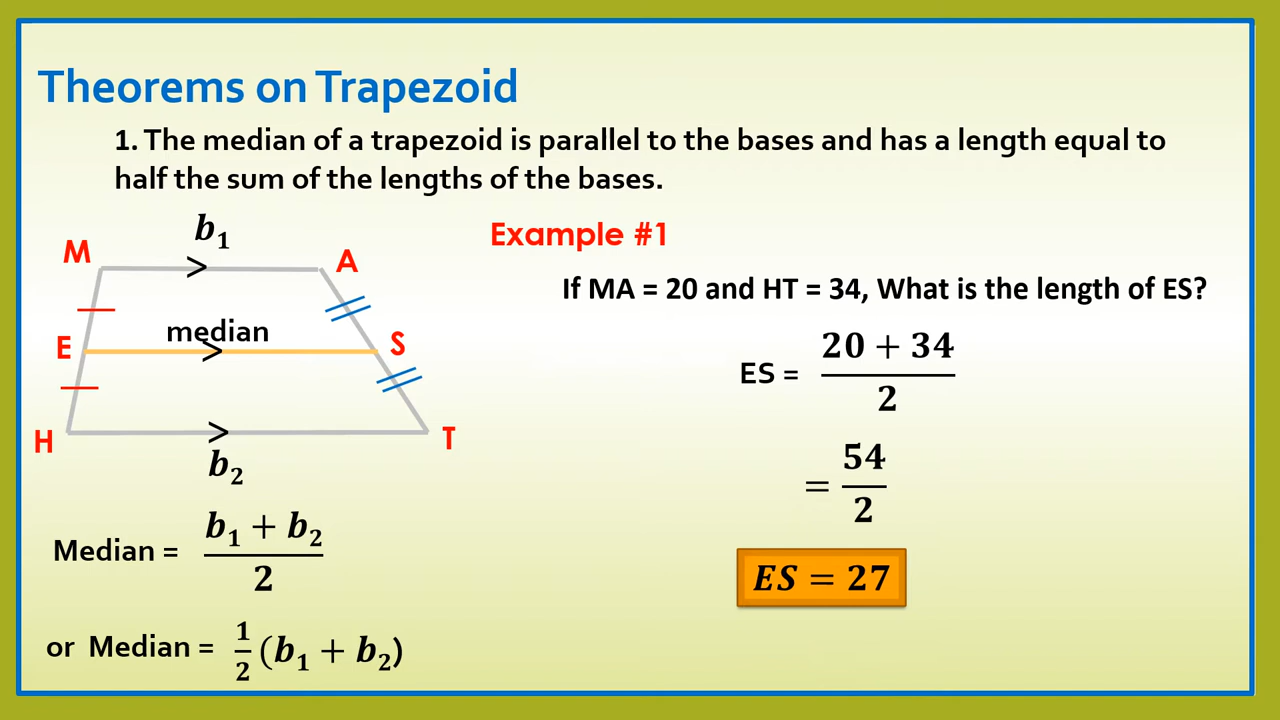 Theorems on Trapezoid
1. The median of a trapezoid is parallel to the bases and has a length equal to
half the sum of the lengths of the bases.
b₁
M
A
median
E
S
H
T
b₂
Median = (b₁ + b₂)/2
or Median = 1/2 (b₁ + b₂)
Example #1
If MA = 20 and HT = 34, What is the length of ES?
ES = (20 + 34)/2
= 54/2
ES = 27